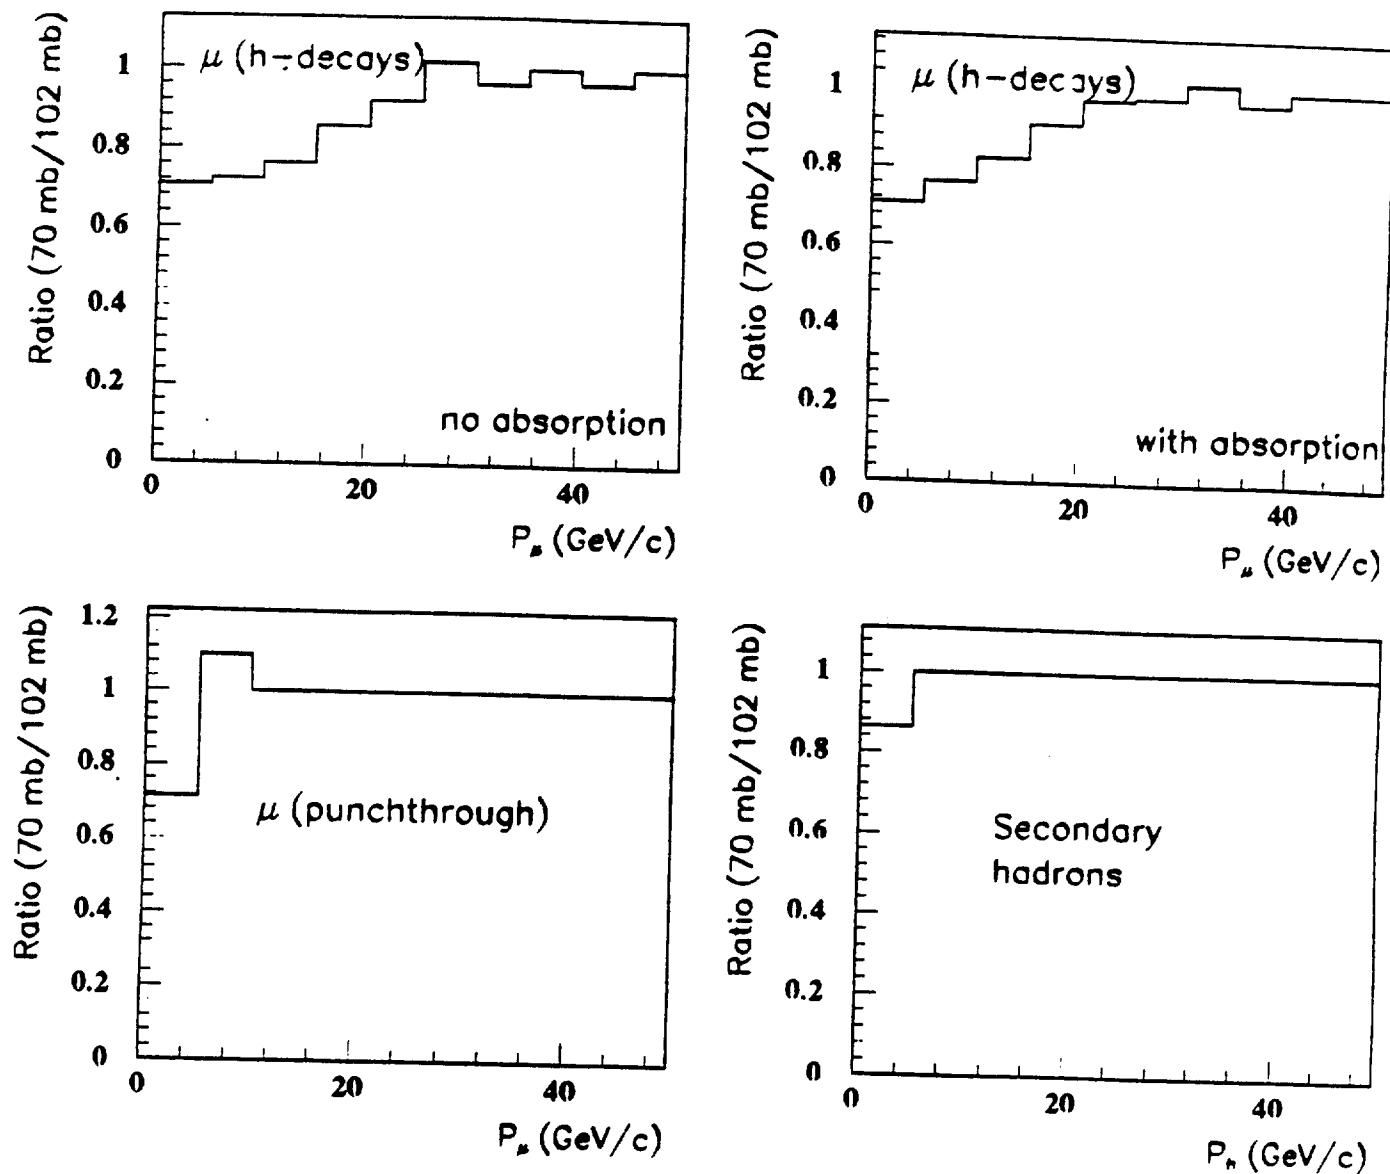 Ratio (70 mb/102 mb)
1
0.8
0.6
0.4
0.2
0
μ (h-decays)
no absorption
0
20
40
P_μ (GeV/c)
Ratio (70 mb/102 mb)
1
0.8
0.6
0.4
0.2
0
μ (h-decays)
with absorption
0
20
40
P_μ (GeV/c)
Ratio (70 mb/102 mb)
1.2
1
0.8
0.6
0.4
0.2
0
μ (punchthrough)
0
20
40
P_μ (GeV/c)
Ratio (70 mb/102 mb)
1
0.8
0.6
0.4
0.2
0
Secondary
hadrons
0
20
40
P_h (GeV/c)